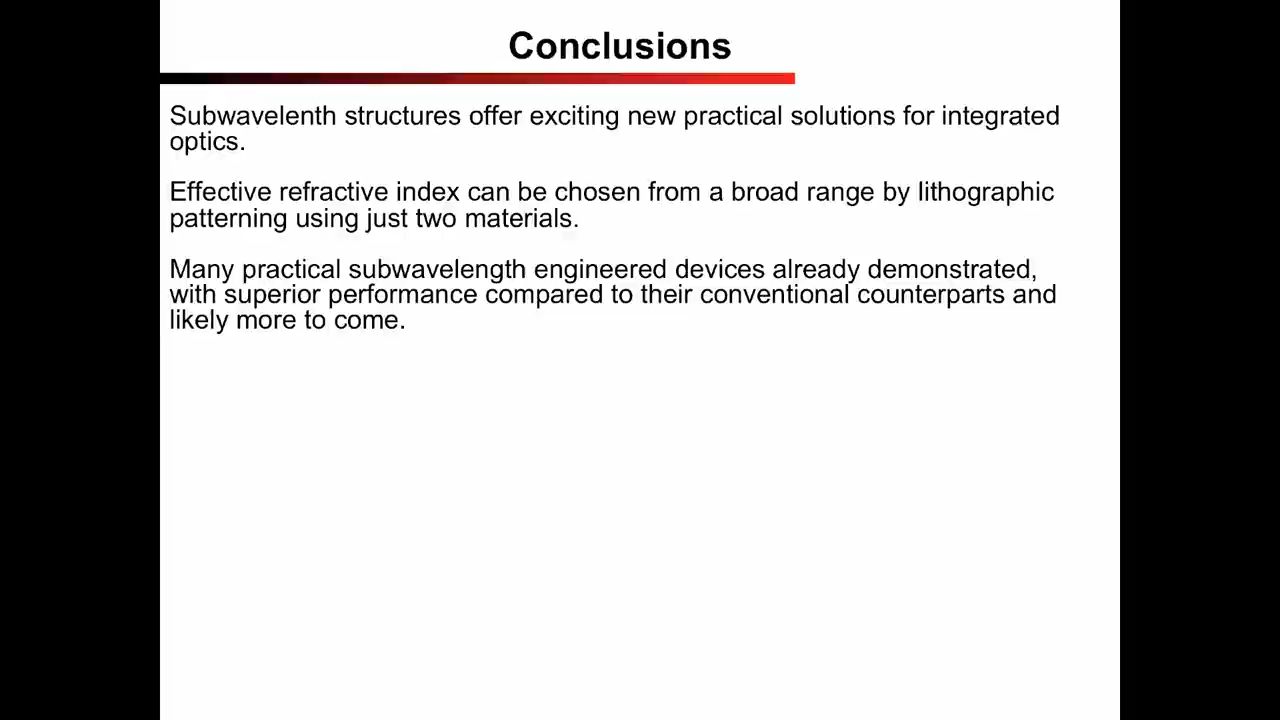 Conclusions
Subwavelenth structures offer exciting new practical solutions for integrated
optics.
Effective refractive index can be chosen from a broad range by lithographic
patterning using just two materials.
Many practical subwavelength engineered devices already demonstrated,
with superior performance compared to their conventional counterparts and
likely more to come.